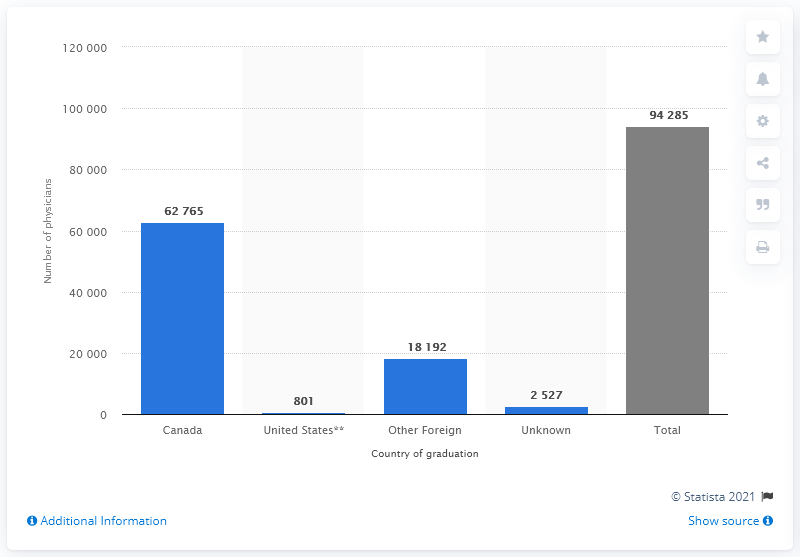 120 000
100 000
80 000
60 000
40 000
20 000
0
Number of physicians
62 765
801
18 192
2 527
94 285
Canada
United States**
Other Foreign
Unknown
Total
Country of graduation
© Statista 2021
Additional Information
Show source